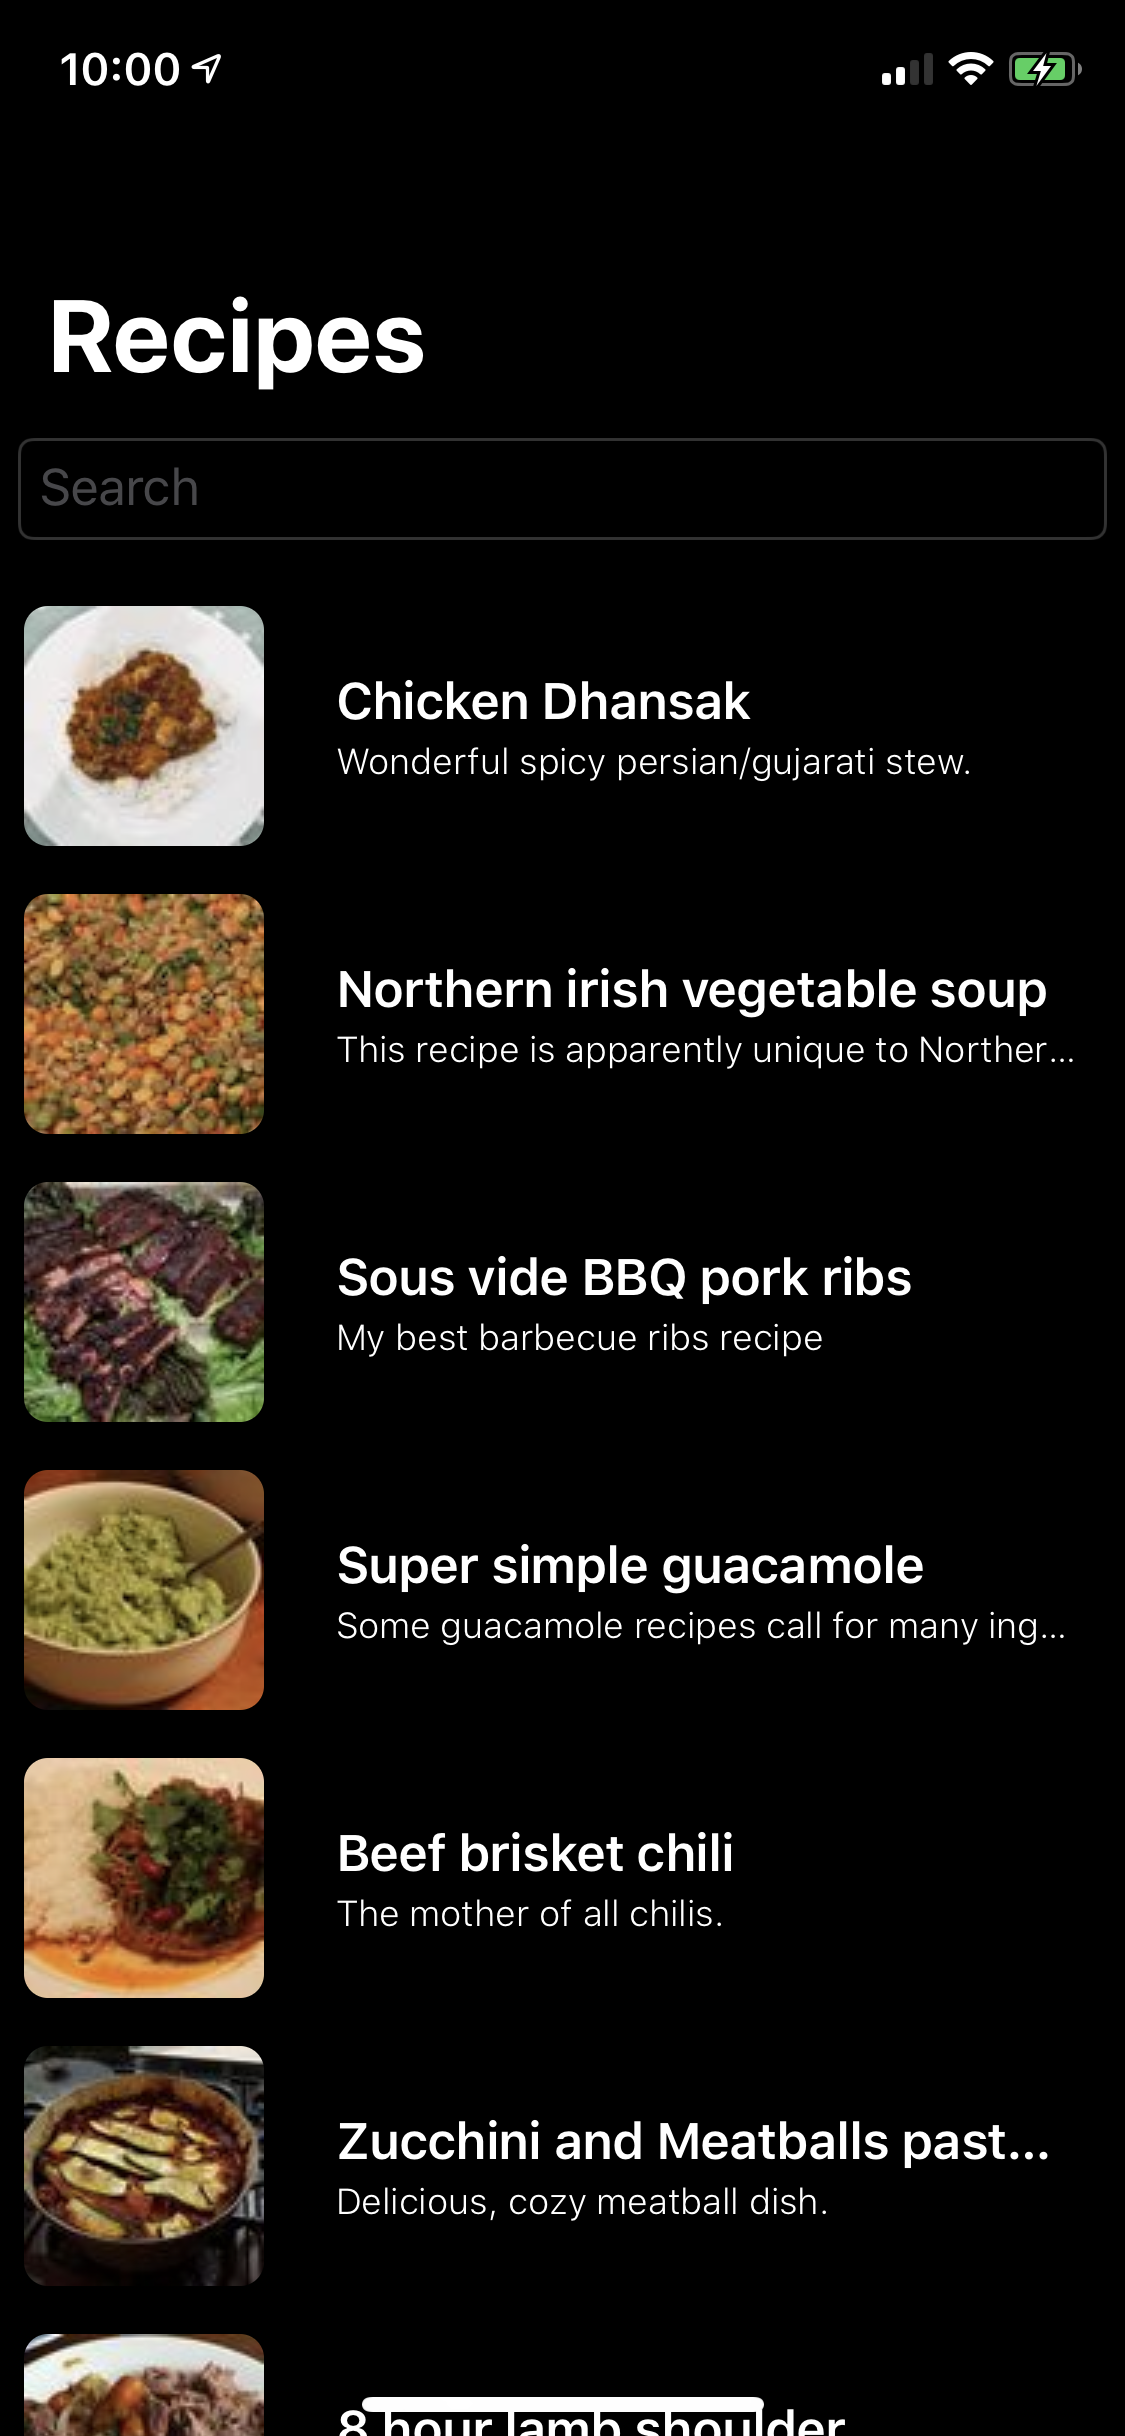 10:00
Recipes
Search
Chicken Dhansak
Wonderful spicy persian/gujarati stew.
Northern irish vegetable soup
This recipe is apparently unique to Norther...
Sous vide BBQ pork ribs
My best barbecue ribs recipe
Super simple guacamole
Some guacamole recipes call for many ing...
Beef brisket chili
The mother of all chilis.
Zucchini and Meatballs past...
Delicious, cozy meatball dish.
8 hour lamb shoulder